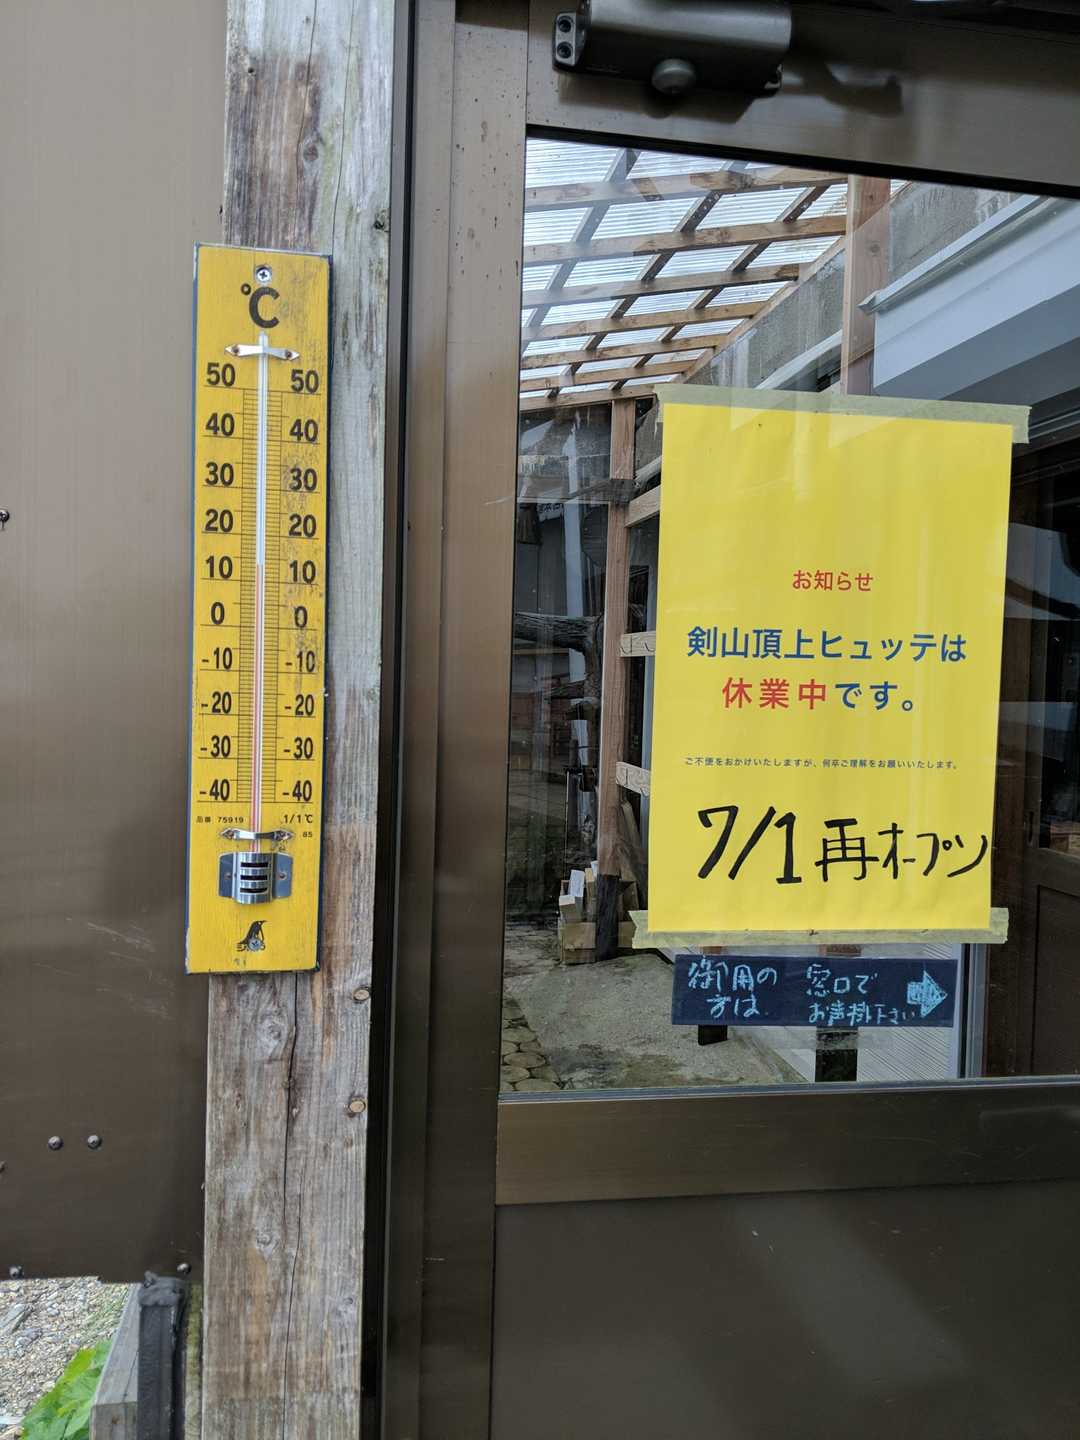 ℃
50 50
40 40
30 30
20 20
10 10
0 0
-10 -10
-20 -20
-30 -30
-40 -40
品番 75919 1/1℃
85
お知らせ
剣山頂上ヒュッテは
休業中です。
ご不便をおかけいたしますが、何卒ご理解をお願いいたします。
7/1 再オープン
御用の 窓口で
方は お声掛下さい